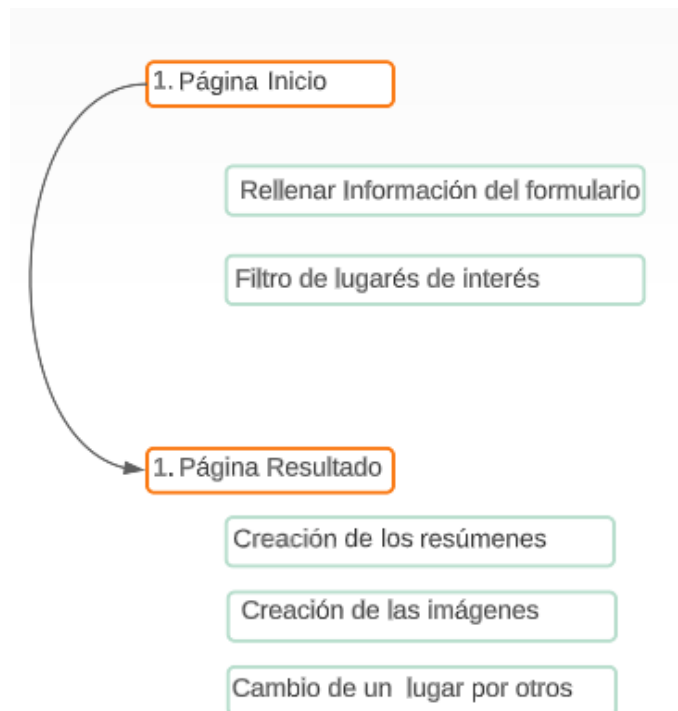 1. Página Inicio
Rellenar Información del formulario
Filtro de lugarés de interés
1. Página Resultado
Creación de los resúmenes
Creación de las imágenes
Cambio de un lugar por otros